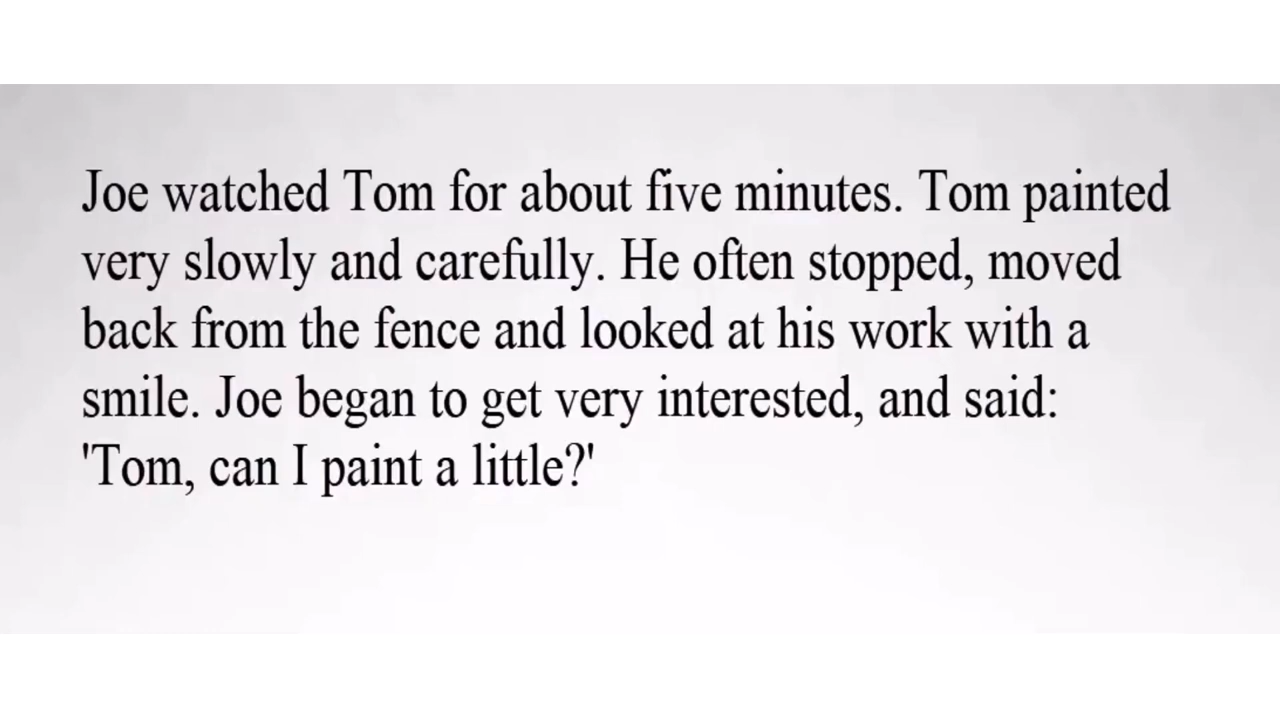 Joe watched Tom for about five minutes. Tom painted
very slowly and carefully. He often stopped, moved
back from the fence and looked at his work with a
smile. Joe began to get very interested, and said:
'Tom, can I paint a little?'